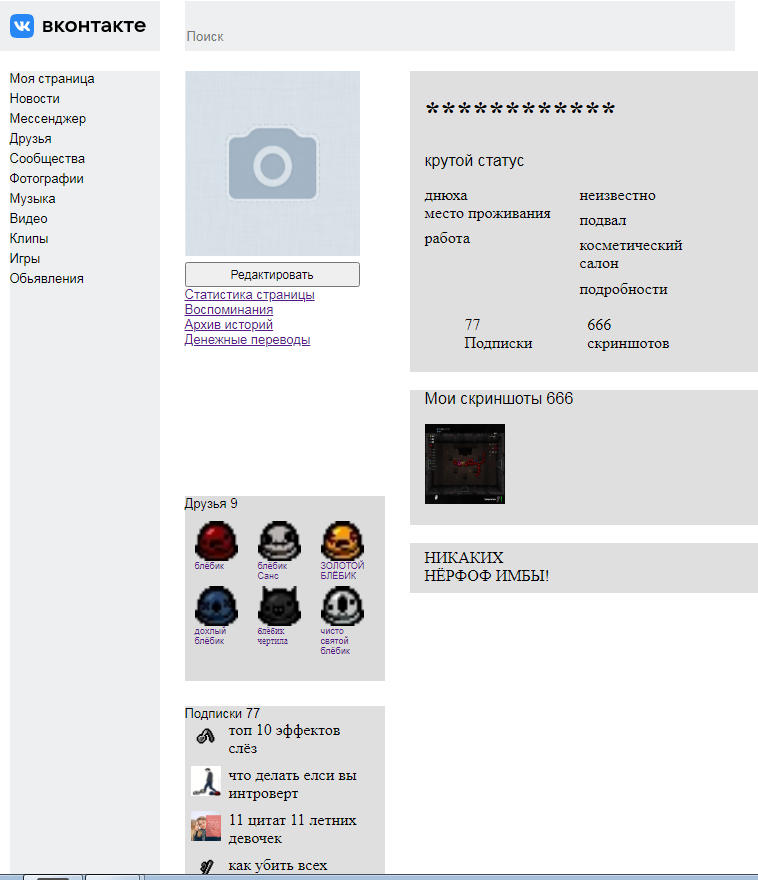 вконтакте
Поиск
Моя страница
Новости
Мессенджер
Друзья
Сообщества
Фотографии
Музыка
Видео
Клипы
Игры
Обьявления
Редактировать
Статистика страницы
Воспоминания
Архив историй
Денежные переводы
Друзья 9
блёбик
блёбик
Санс
ЗОЛОТОЙ
БЛЁБИК
дохлый
блёбик
блёбик
чертила
чисто
святой
блёбик
Подписки 77
топ 10 эффектов
слёз
что делать елси вы
интроверт
11 цитат 11 летних
девочек
как убить всех
************
крутой статус
днюха
место проживания
работа
неизвестно
подвал
косметический
салон
подробности
77
Подписки
666
скриншотов
Мои скриншоты 666
НИКАКИХ
НЁРФОФ ИМБЫ!